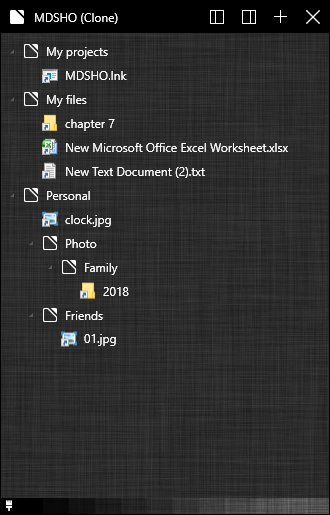 MDSHO (Clone)
My projects
MDSHO.lnk
My files
chapter 7
New Microsoft Office Excel Worksheet.xlsx
New Text Document (2).txt
Personal
clock.jpg
Photo
Family
2018
Friends
01.jpg